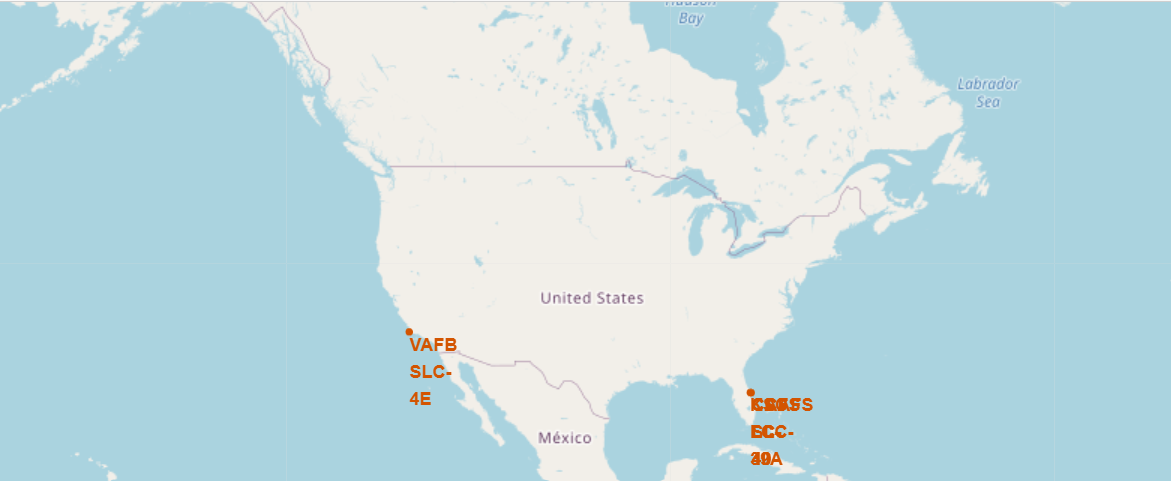 Hudson
Bay
Labrador
Sea
United States
VAFB
SLC-
4E
México